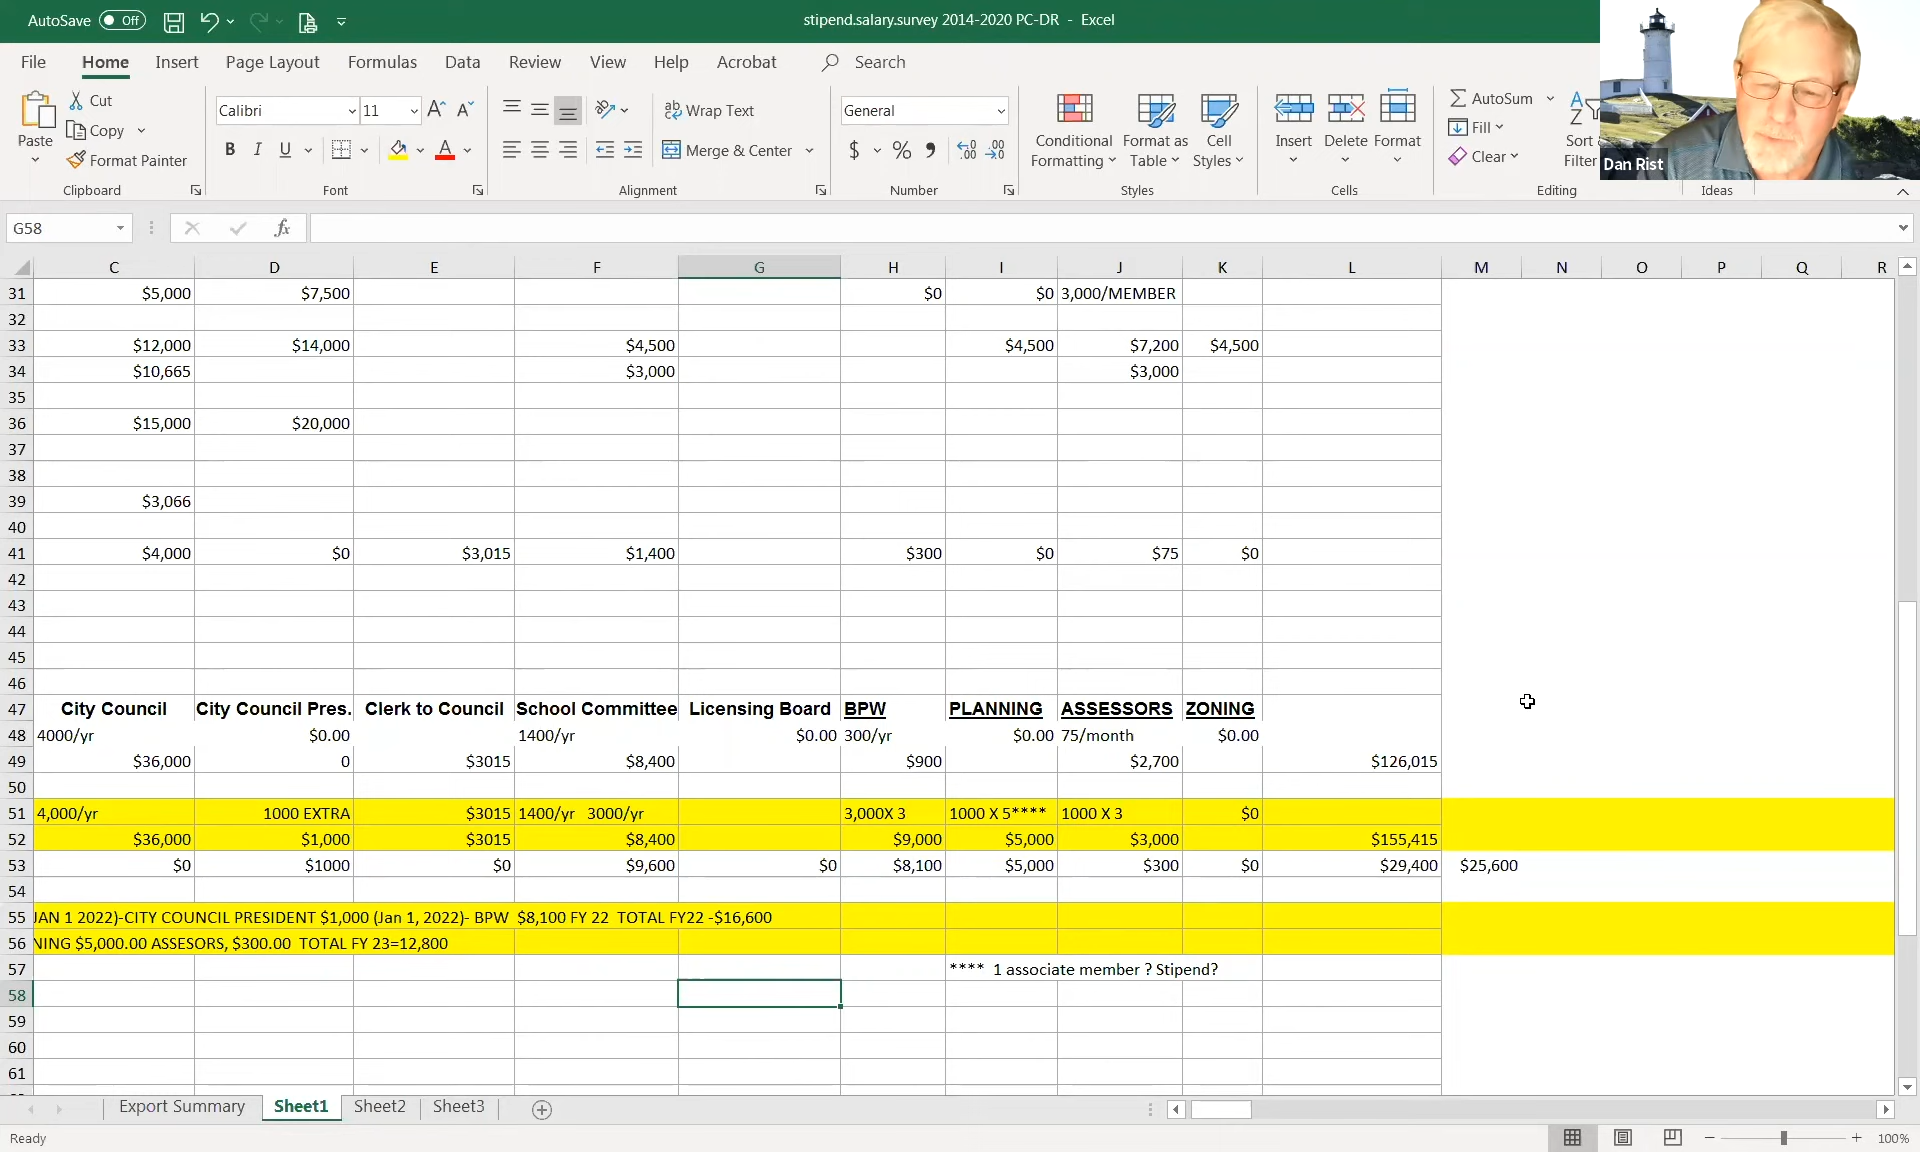 AutoSave Off stipend.salary.survey 2014-2020 PC-DR - Excel
File Home Insert Page Layout Formulas Data Review View Help Acrobat Search
Cut
Copy
Format Painter
Paste
Clipboard
Calibri 11
B I U
Font
Wrap Text
Merge & Center
Alignment
General
$ % 9
Number
Conditional Formatting
Format as Table
Cell Styles
Styles
Insert Delete Format
Cells
AutoSum
Fill
Clear
Sort
Filter
Editing
Ideas
Dan Rist
G58 fx
C D E F G H I J K L M N O P Q R
31 $5,000 $7,500 $0 $0 3,000/MEMBER
32
33 $12,000 $14,000 $4,500 $4,500 $7,200 $4,500
34 $10,665 $3,000 $3,000
35
36 $15,000 $20,000
37
38
39 $3,066
40
41 $4,000 $0 $3,015 $1,400 $300 $0 $75 $0
42
43
44
45
46
47 City Council City Council Pres. Clerk to Council School Committee Licensing Board BPW PLANNING ASSESSORS ZONING
48 4000/yr $0.00 1400/yr $0.00 300/yr $0.00 75/month $0.00
49 $36,000 0 $3015 $8,400 $900 $2,700 $126,015
50
51 4,000/yr 1000 EXTRA $3015 1400/yr 3000/yr 3,000X 3 1000 X 5**** 1000 X 3 $0
52 $36,000 $1,000 $3015 $8,400 $9,000 $5,000 $3,000 $155,415
53 $0 $1000 $0 $9,600 $0 $8,100 $5,000 $300 $0 $29,400 $25,600
54
55 JAN 1 2022)-CITY COUNCIL PRESIDENT $1,000 (Jan 1, 2022)- BPW $8,100 FY 22 TOTAL FY22 -$16,600
56 NING $5,000.00 ASSESORS, $300.00 TOTAL FY 23=12,800
57 **** 1 associate member ? Stipend?
58
59
60
61
Export Summary Sheet1 Sheet2 Sheet3
Ready 100%